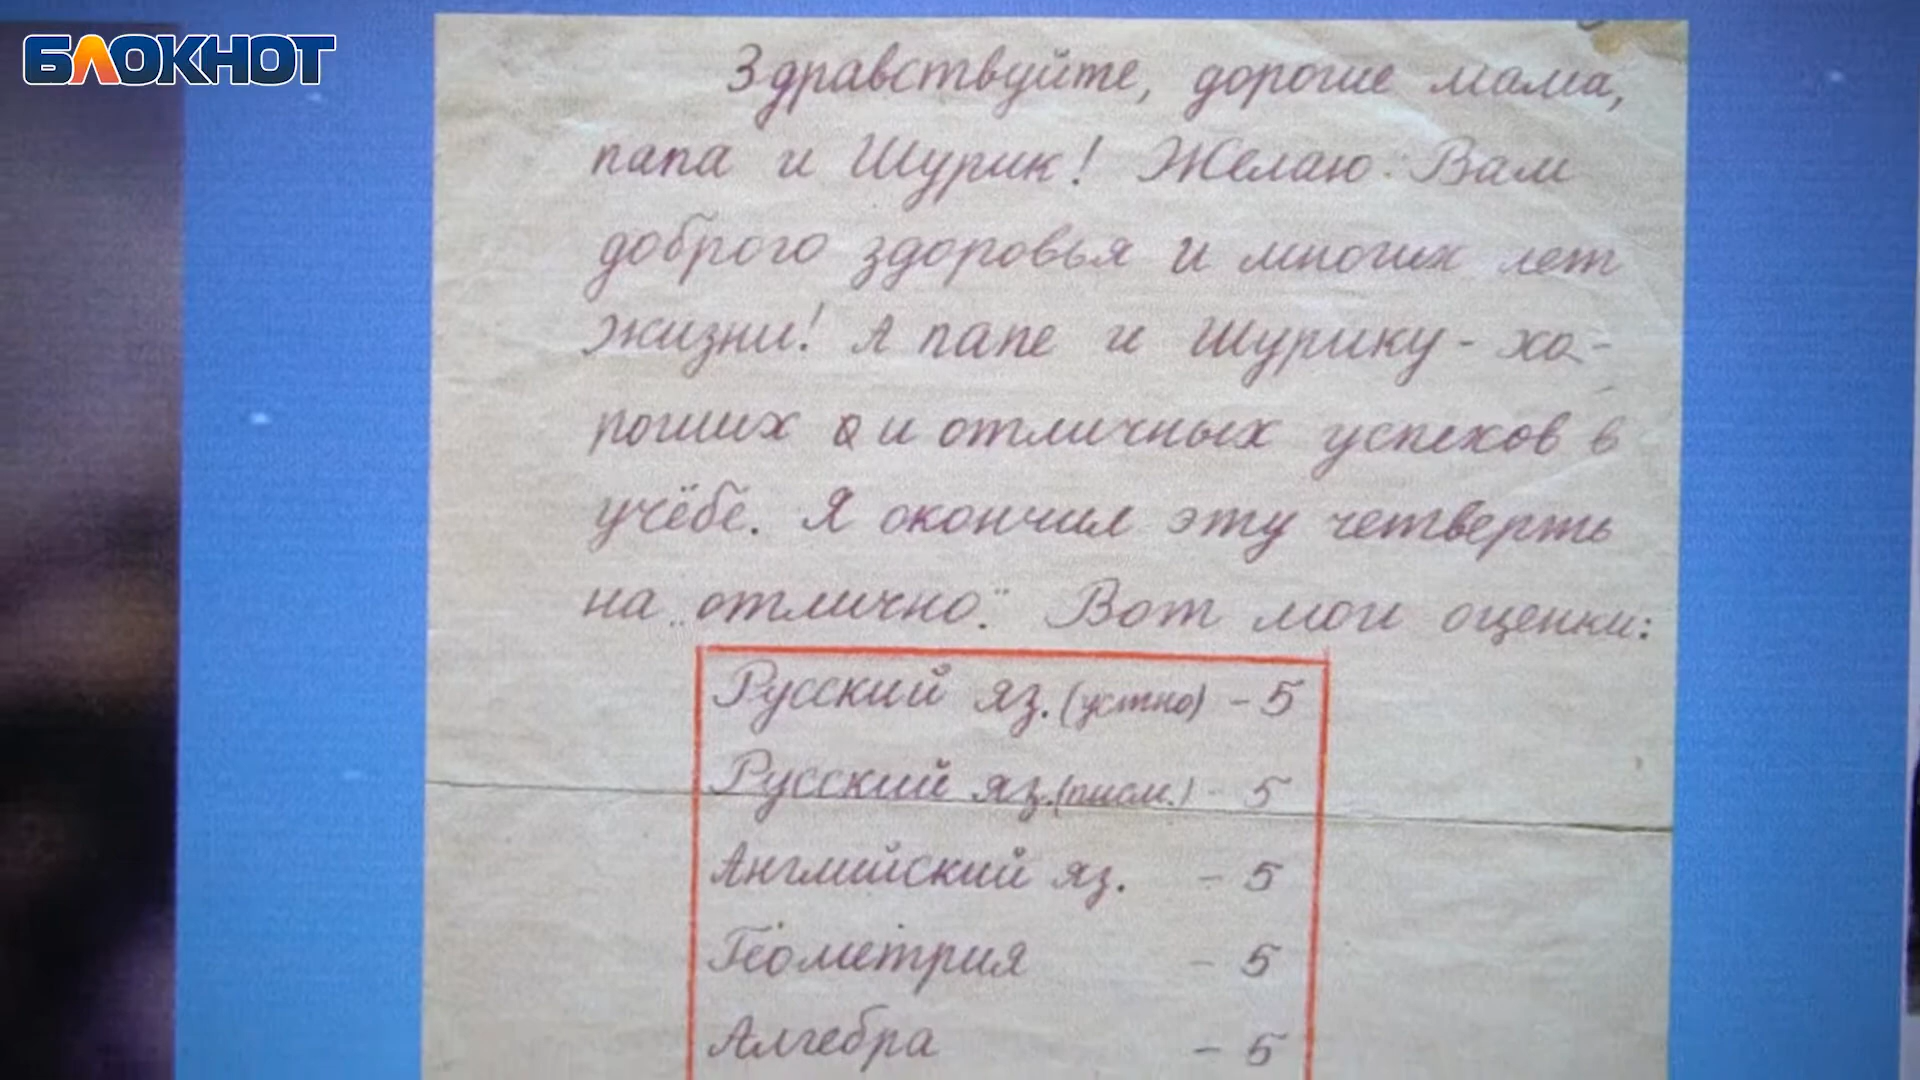 БЛОКНОТ
Здравствуйте, дорогие мама,
папа и Шурик! Желаю Вам
доброго здоровья и многих лет
жизни! А папе и Шурику - хо-
роших и отличных успехов в
учёбе. Я окончил эту четверть
на „отлично." Вот мои оценки:
Русский яз. (устно) - 5
Русский яз. (писм.) - 5
Английский яз. - 5
Геометрия - 5
Алгебра - 5